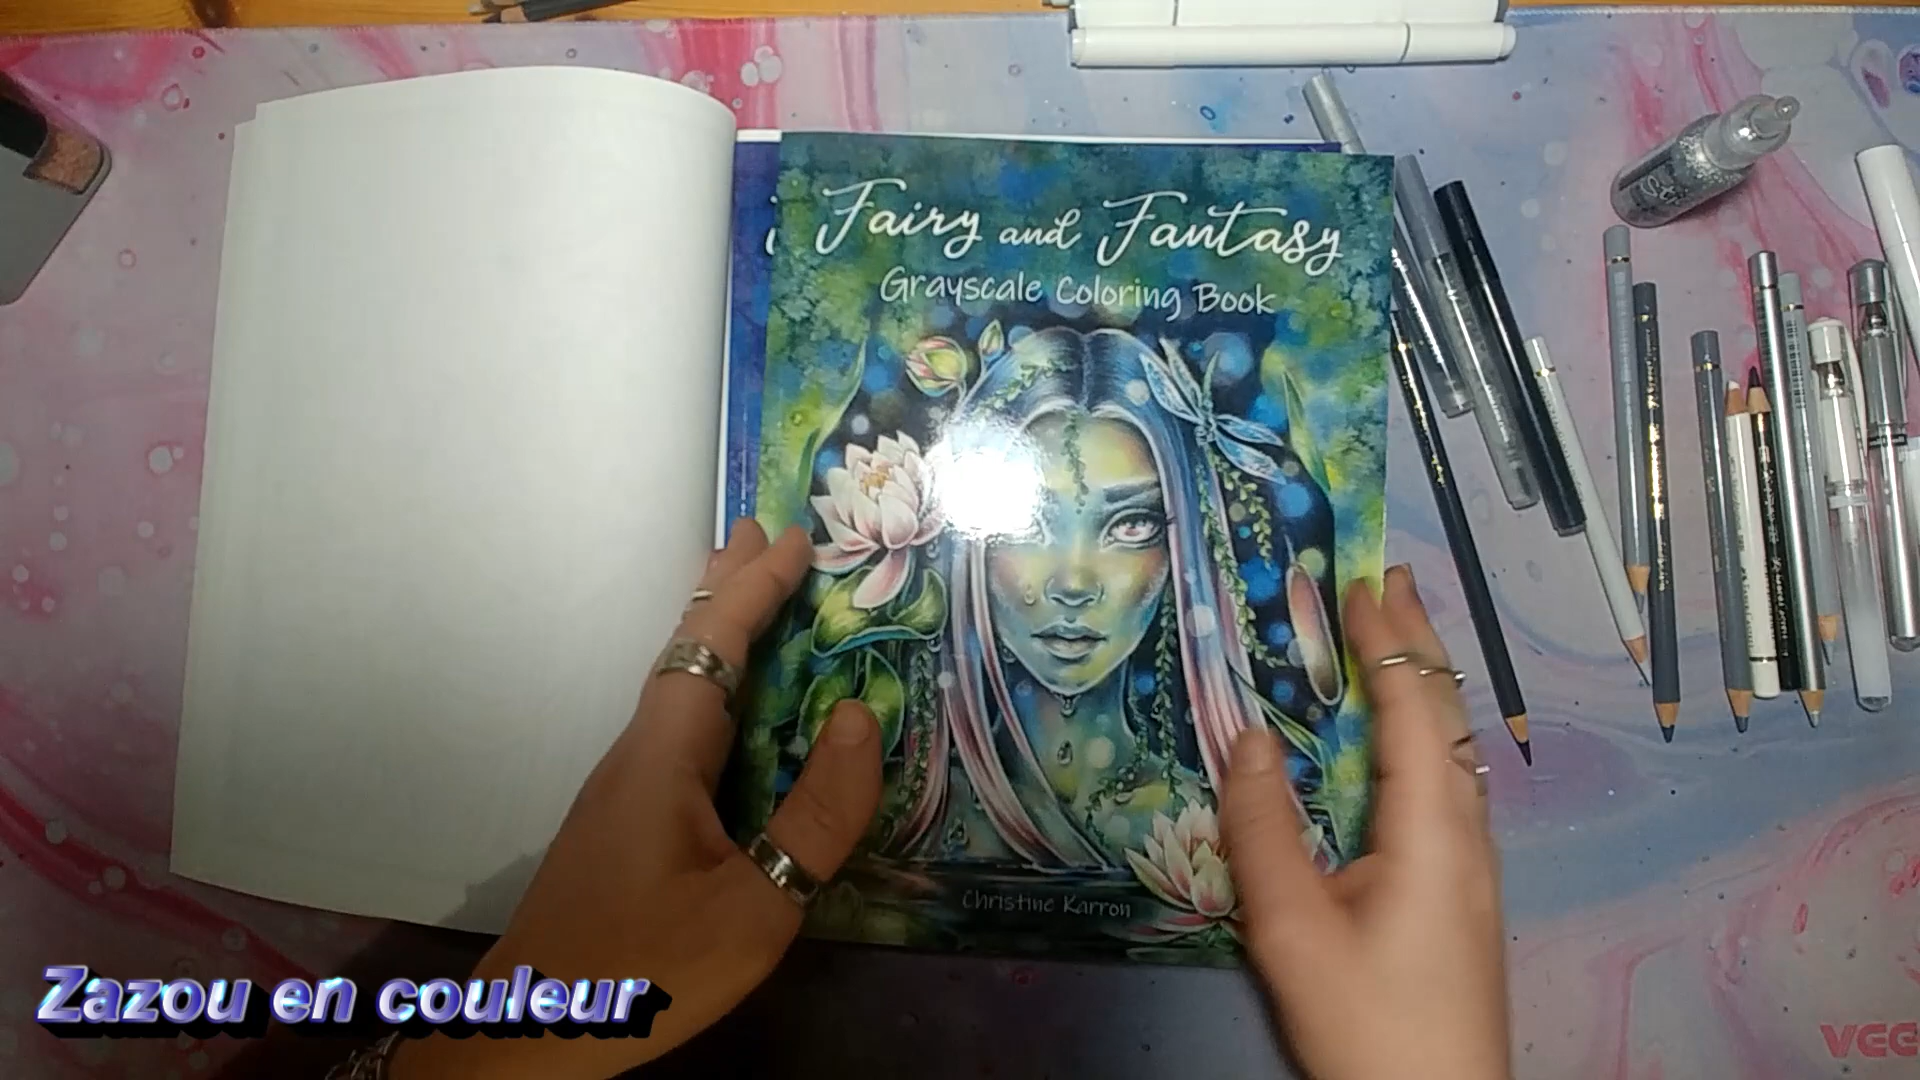 Fairy and Fantasy
Grayscale Coloring Book
Christine Karron
Zazou en couleur